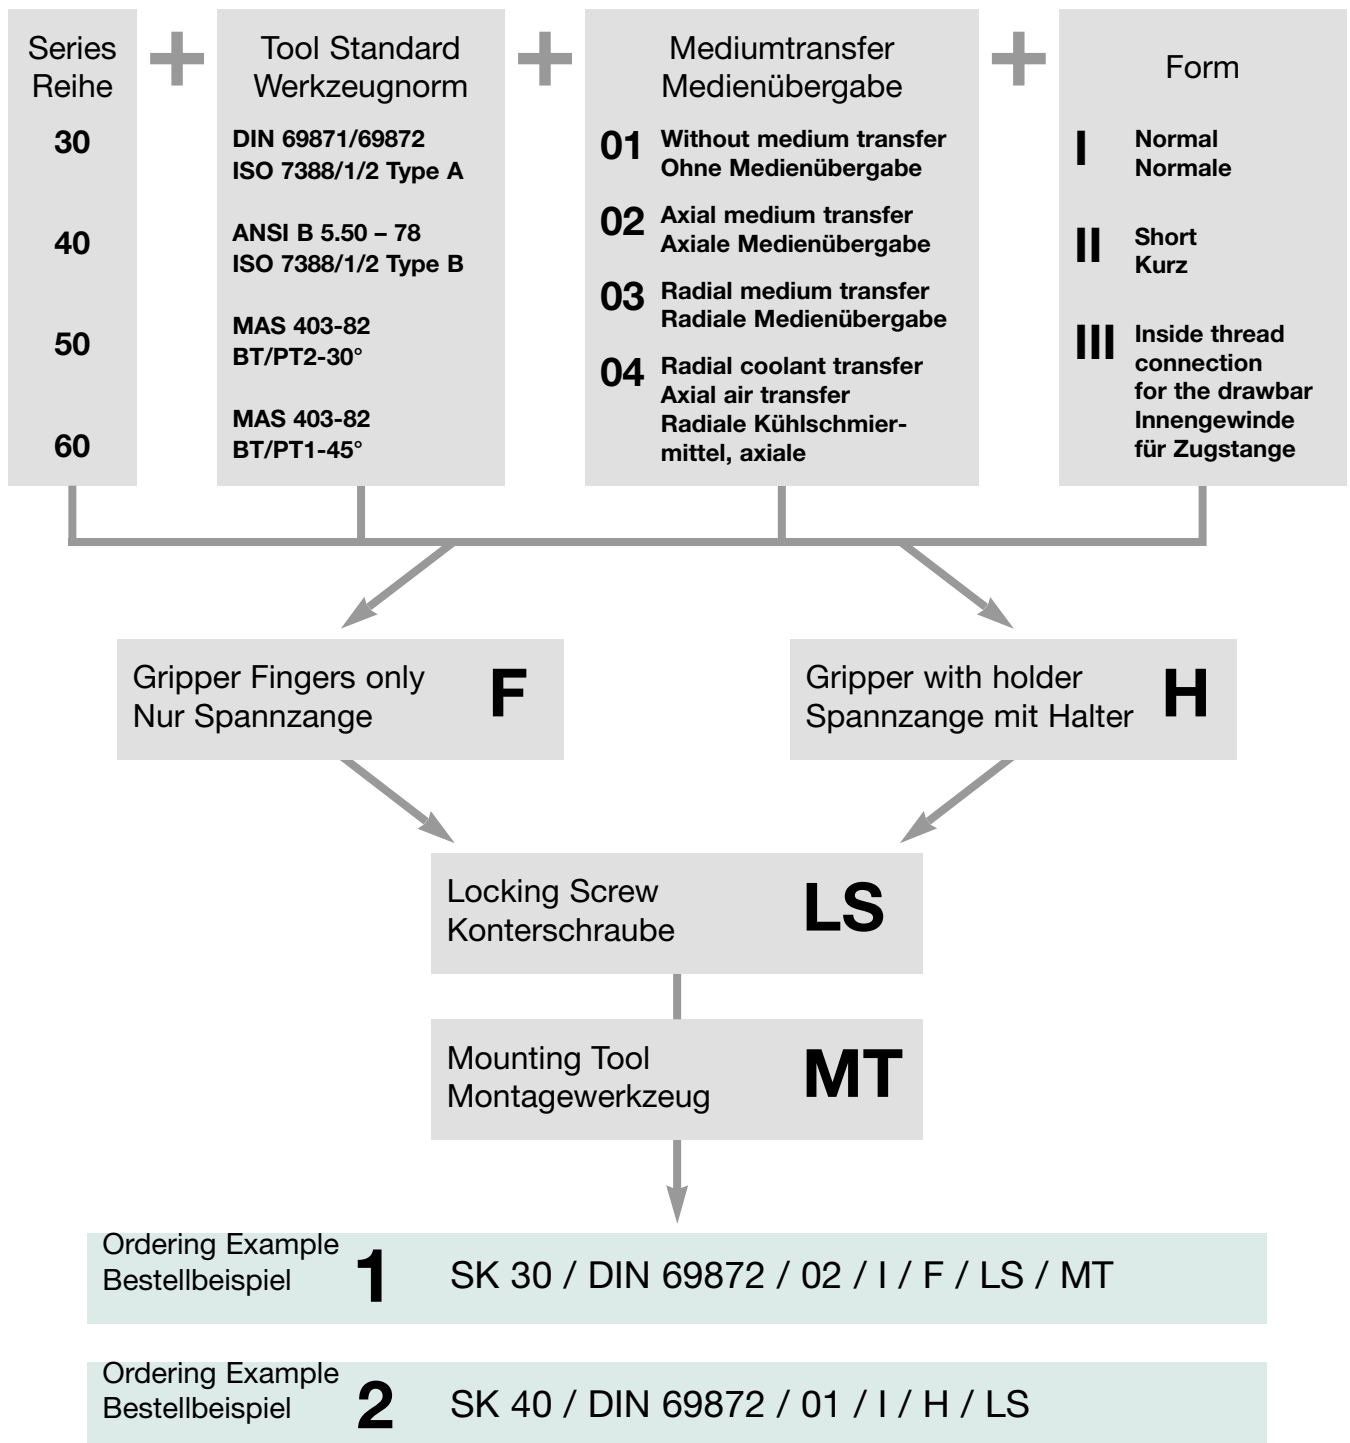 Series
Reihe
30
40
50
60
Tool Standard
Werkzeugnorm
DIN 69871/69872
ISO 7388/1/2 Type A
ANSI B 5.50 – 78
ISO 7388/1/2 Type B
MAS 403-82
BT/PT2-30°
MAS 403-82
BT/PT1-45°
Mediumtransfer
Medienübergabe
01 Without medium transfer
Ohne Medienübergabe
02 Axial medium transfer
Axiale Medienübergabe
03 Radial medium transfer
Radiale Medienübergabe
04 Radial coolant transfer
Axial air transfer
Radiale Kühlschmier-
mittel, axiale
Form
I Normal
Normale
II Short
Kurz
III Inside thread
connection
for the drawbar
Innengewinde
für Zugstange
Gripper Fingers only
Nur Spannzange
F
Gripper with holder
Spannzange mit Halter
H
Locking Screw
Konterschraube
LS
Mounting Tool
Montagewerkzeug
MT
Ordering Example
Bestellbeispiel
1
SK 30 / DIN 69872 / 02 / I / F / LS / MT
Ordering Example
Bestellbeispiel
2
SK 40 / DIN 69872 / 01 / I / H / LS